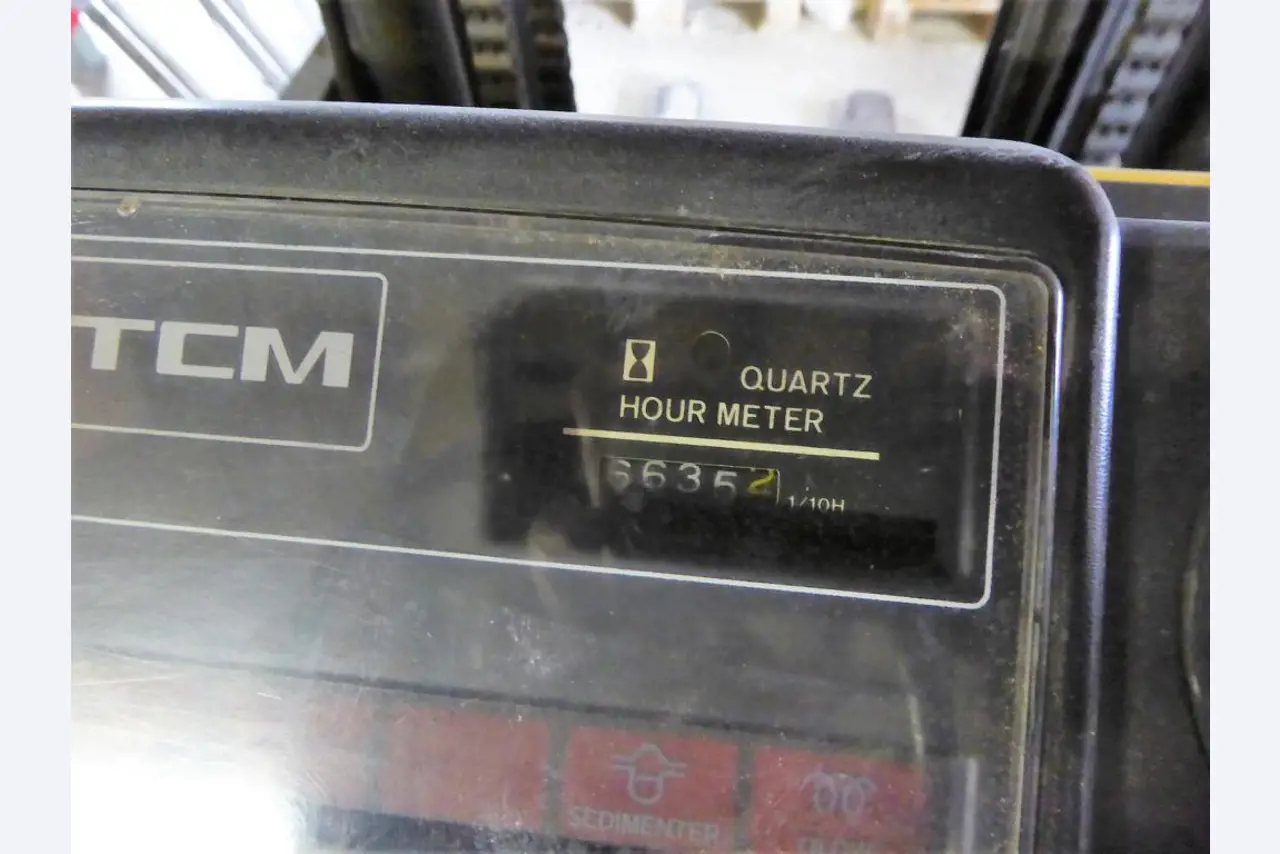 TCM
QUARTZ
HOUR METER
66352
1/10H
SEDIMENTER